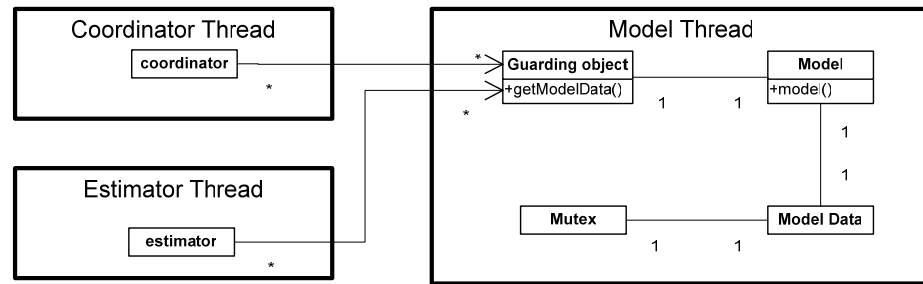 Coordinator Thread
coordinator
*
Estimator Thread
estimator
*
Model Thread
*
Guarding object
+getModelData()
*
1
1
Model
+model()
1
1
Mutex
1
1
Model Data